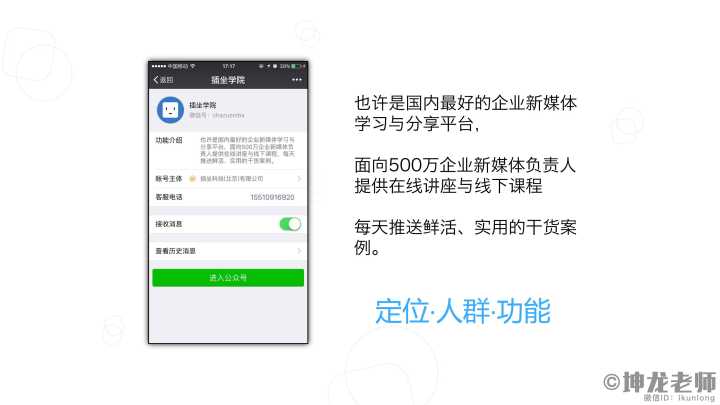 中国移动 17:17 28%
返回 插坐学院
插坐学院
微信号: chazuomba
功能介绍 也许是国内最好的企业新媒体学习与
分享平台，面向500万企业新媒体负
责人提供在线讲座与线下课程，每天
推送鲜活、实用的干货案例。
账号主体 插坐科技(北京)有限公司
客服电话 15510916920
接收消息
查看历史消息
进入公众号
也许是国内最好的企业新媒体
学习与分享平台，
面向500万企业新媒体负责人
提供在线讲座与线下课程
每天推送鲜活、实用的干货案
例。
定位·人群·功能
©坤龙老师
微信ID：ikunlong